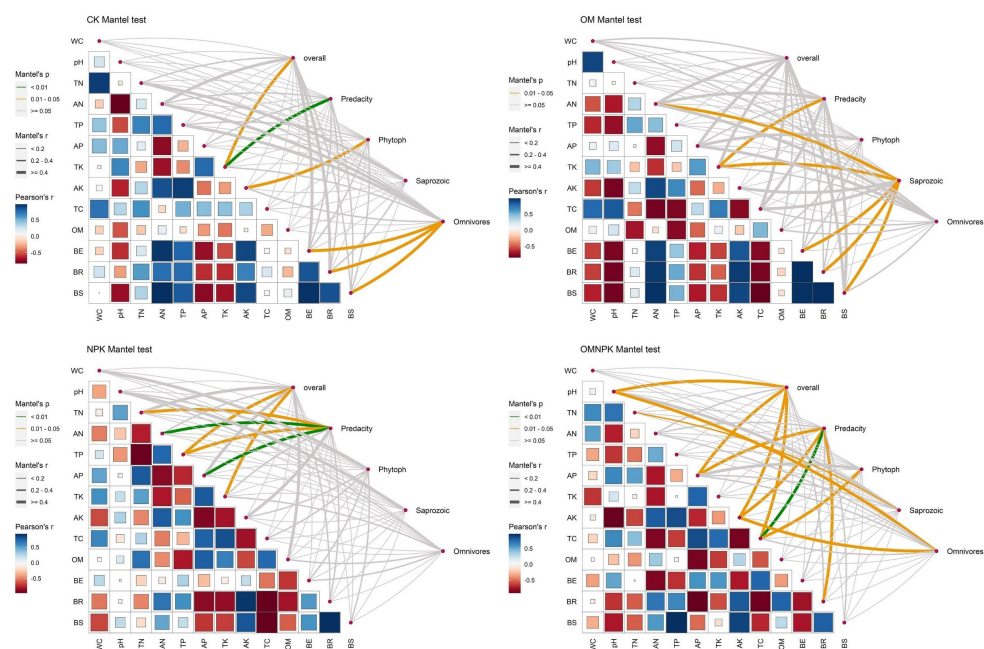 CK Mantel test
WC
pH
TN
AN
TP
AP
TK
AK
TC
OM
BE
BR
BS
WC pH TN AN TP AP TK AK TC OM BE BR BS
overall
Predacity
Phytoph
Saprozoic
Omnivores
Mantel's p
< 0.01
0.01 - 0.05
>= 0.05
Mantel's r
< 0.2
0.2 - 0.4
>= 0.4
Pearson's r
0.5
0.0
-0.5
OM Mantel test
WC
pH
TN
AN
TP
AP
TK
AK
TC
OM
BE
BR
BS
WC pH TN AN TP AP TK AK TC OM BE BR BS
overall
Predacity
Phytoph
Saprozoic
Omnivores
Mantel's p
0.01 - 0.05
>= 0.05
Mantel's r
< 0.2
0.2 - 0.4
>= 0.4
Pearson's r
0.5
0.0
-0.5
NPK Mantel test
WC
pH
TN
AN
TP
AP
TK
AK
TC
OM
BE
BR
BS
WC pH TN AN TP AP TK AK TC OM BE BR BS
overall
Predacity
Phytoph
Saprozoic
Omnivores
Mantel's p
< 0.01
0.01 - 0.05
>= 0.05
Mantel's r
< 0.2
0.2 - 0.4
>= 0.4
Pearson's r
0.5
0.0
-0.5
OMNPK Mantel test
WC
pH
TN
AN
TP
AP
TK
AK
TC
OM
BE
BR
BS
WC pH TN AN TP AP TK AK TC OM BE BR BS
overall
Predacity
Phytoph
Saprozoic
Omnivores
Mantel's p
< 0.01
0.01 - 0.05
>= 0.05
Mantel's r
< 0.2
0.2 - 0.4
>= 0.4
Pearson's r
0.5
0.0
-0.5